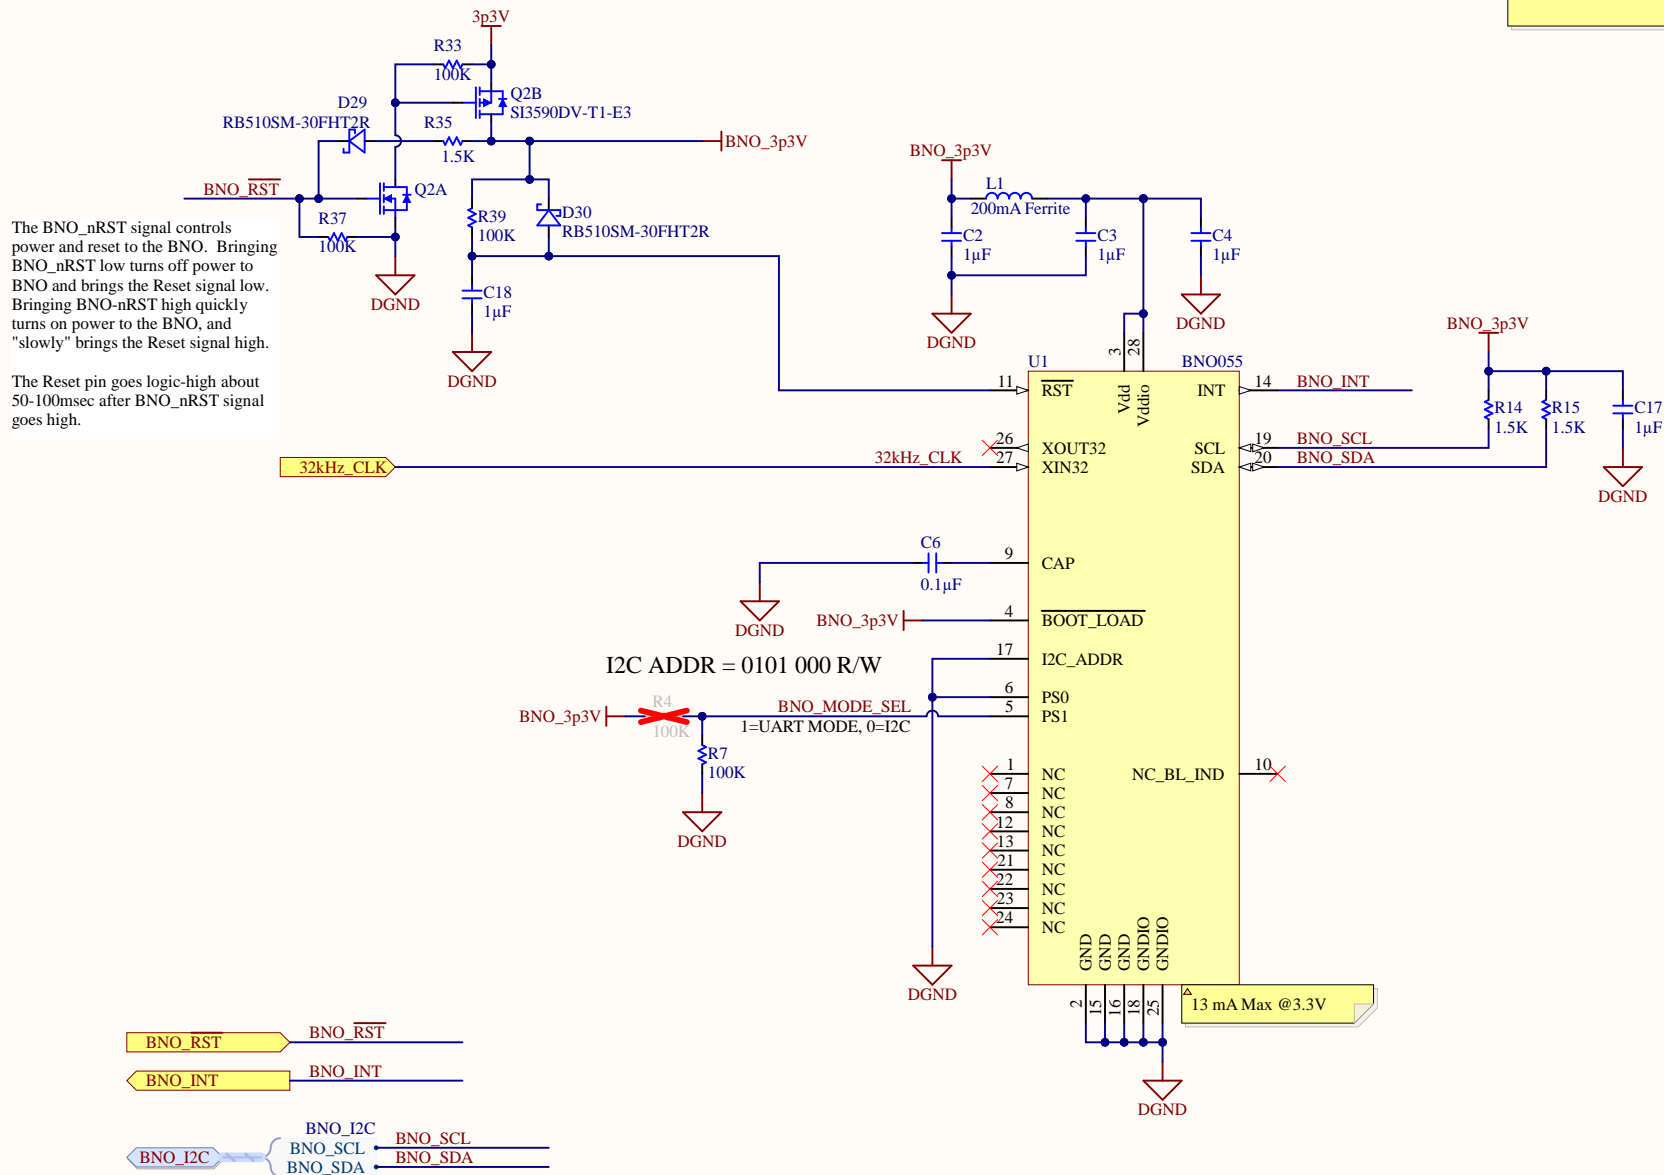 3p3V
R33
100K
Q2B
SI3590DV-T1-E3
D29
RB510SM-30FHT2R
R35
1.5K
BNO_3p3V
BNO_RST
Q2A
R37
100K
DGND
R39
100K
D30
RB510SM-30FHT2R
C18
1µF
DGND
The BNO_nRST signal controls
power and reset to the BNO.  Bringing
BNO_nRST low turns off power to
BNO and brings the Reset signal low.
Bringing BNO-nRST high quickly
turns on power to the BNO, and
"slowly" brings the Reset signal high.
The Reset pin goes logic-high about
50-100msec after BNO_nRST signal
goes high.
BNO_3p3V
L1
200mA Ferrite
C2
1µF
C3
1µF
C4
1µF
DGND
DGND
BNO_3p3V
R14
1.5K
R15
1.5K
C17
1µF
DGND
U1
BNO055
3
28
Vdd
Vddio
11
RST
26
XOUT32
27
XIN32
32kHz_CLK
32kHz_CLK
INT
14
BNO_INT
SCL
19
BNO_SCL
SDA
20
BNO_SDA
C6
0.1µF
9
CAP
DGND
BNO_3p3V
4
BOOT_LOAD
I2C ADDR = 0101 000 R/W
17
I2C_ADDR
6
PS0
5
PS1
BNO_3p3V
R4
100K
BNO_MODE_SEL
1=UART MODE, 0=I2C
R7
100K
DGND
1
NC
7
NC
8
NC
12
NC
13
NC
21
NC
22
NC
23
NC
24
NC
NC_BL_IND
10
GND
GND
GND
GNDIO
GNDIO
2
15
16
18
25
DGND
DGND
13 mA Max @3.3V
BNO_RST
BNO_RST
BNO_INT
BNO_INT
BNO_I2C
BNO_I2C
BNO_SCL
BNO_SCL
BNO_SDA
BNO_SDA